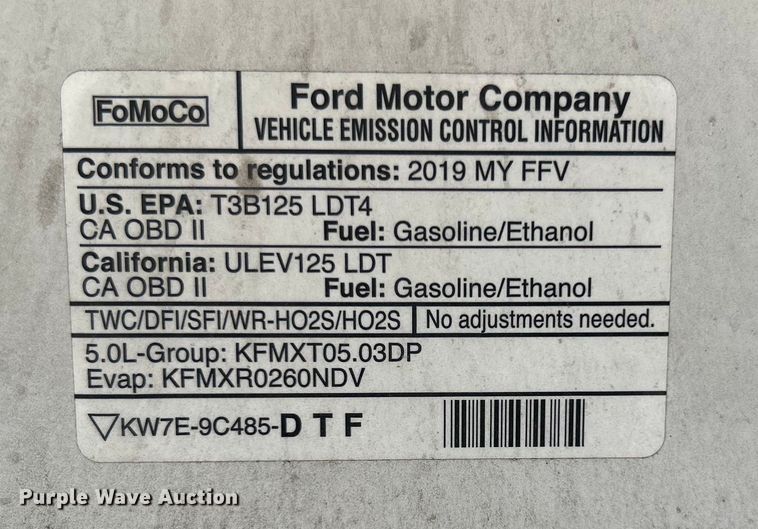 FoMoCo
Ford Motor Company
VEHICLE EMISSION CONTROL INFORMATION
Conforms to regulations: 2019 MY FFV
U.S. EPA: T3B125 LDT4
CA OBD II Fuel: Gasoline/Ethanol
California: ULEV125 LDT
CA OBD II Fuel: Gasoline/Ethanol
TWC/DFI/SFI/WR-HO2S/HO2S No adjustments needed.
5.0L-Group: KFMXT05.03DP
Evap: KFMXR0260NDV
KW7E-9C485-D T F
Purple Wave Auction